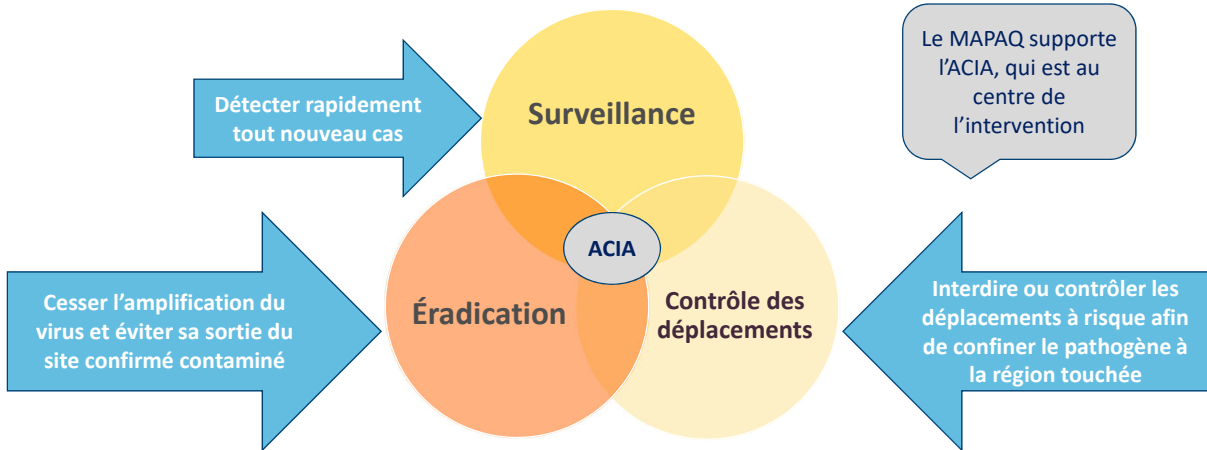 Le MAPAQ supporte
l’ACIA, qui est au
centre de
l’intervention
Détecter rapidement
tout nouveau cas
Surveillance
ACIA
Cesser l’amplification du
virus et éviter sa sortie du
site confirmé contaminé
Éradication
Contrôle des
déplacements
Interdire ou contrôler les
déplacements à risque afin
de confiner le pathogène à
la région touchée